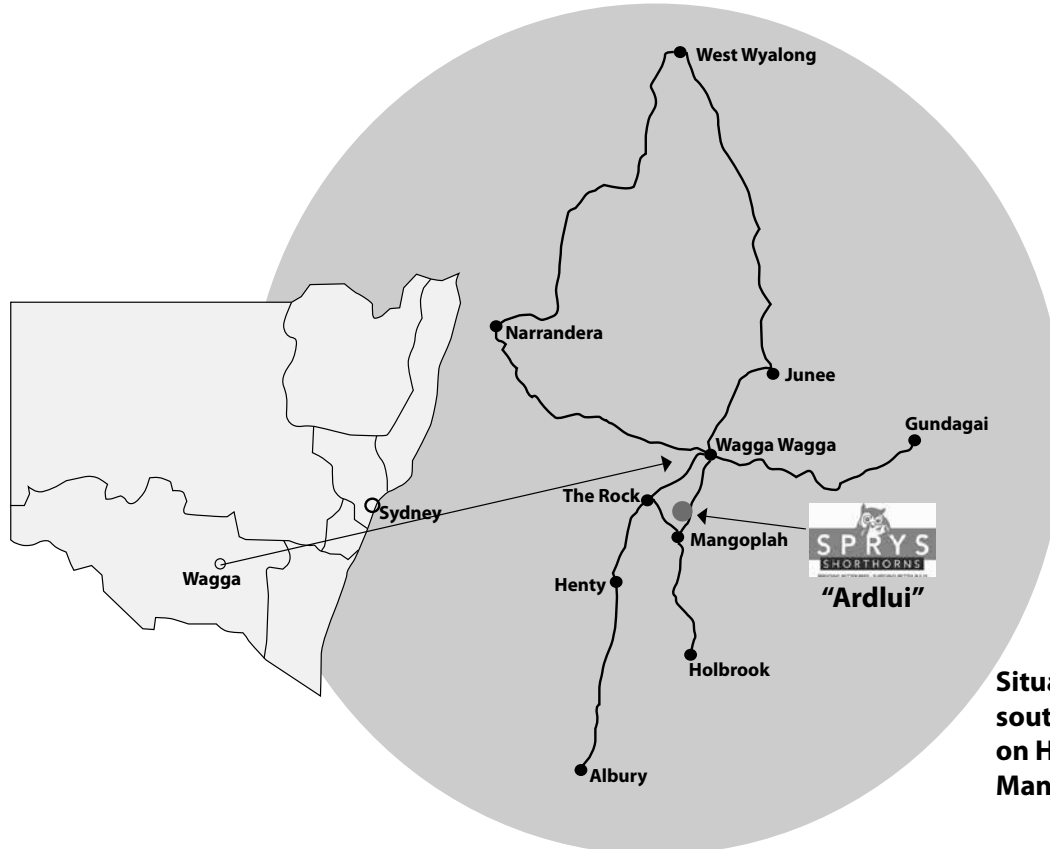 West Wyalong
Narrandera
Junee
Gundagai
Wagga Wagga
The Rock
Sydney
Mangoplah
SPRYS
SHORTHORNS
Wagga
Henty
“Ardlui”
Holbrook
Situa
sout
on H
Man
Albury